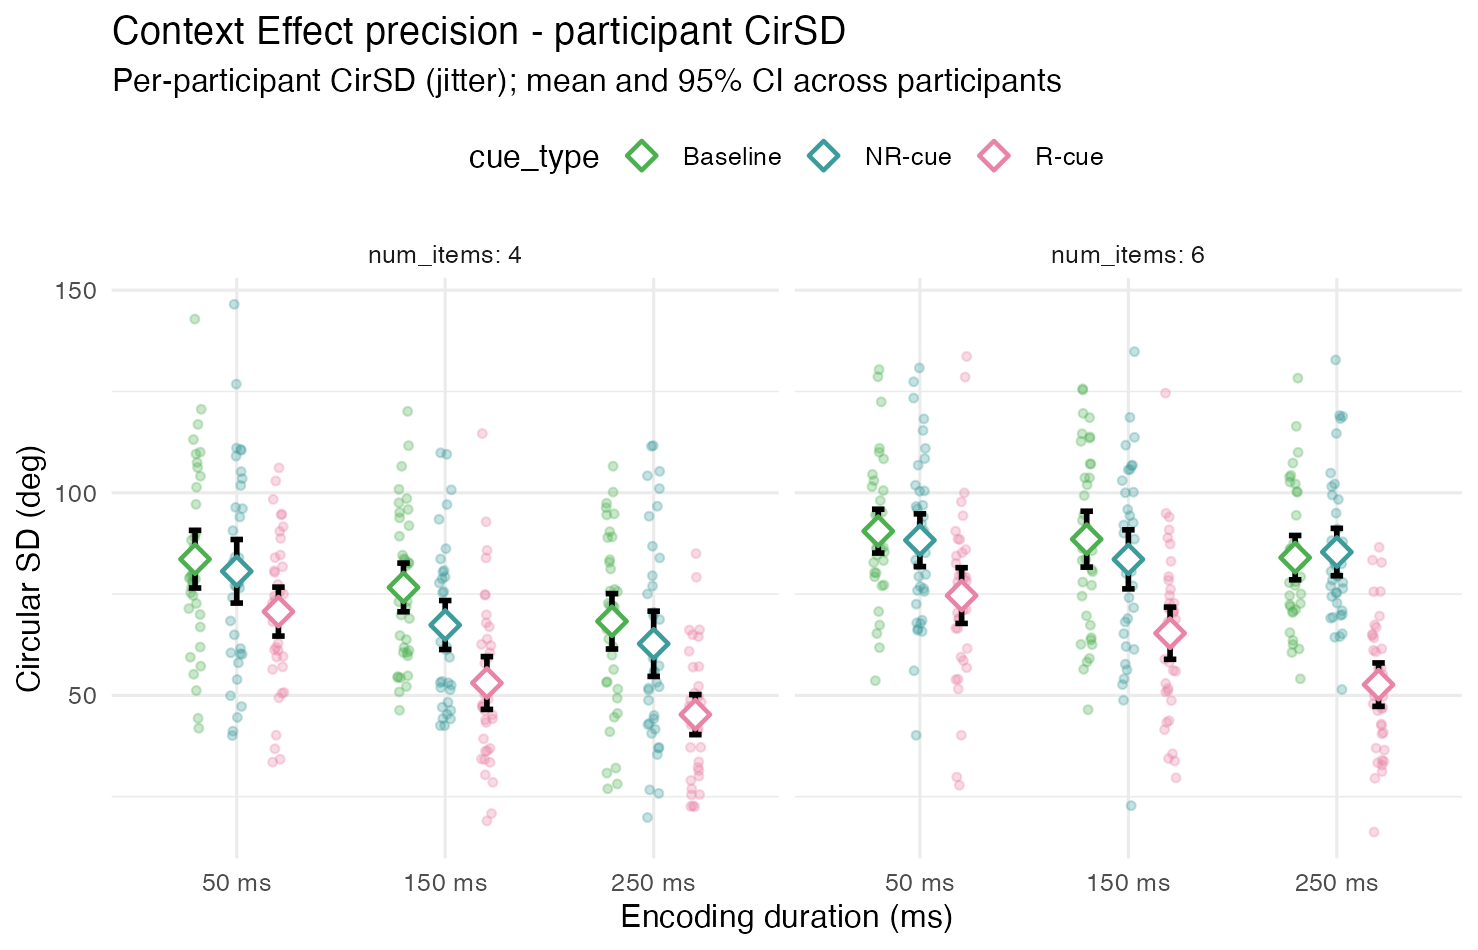 Context Effect precision - participant CirSD
Per-participant CirSD (jitter); mean and 95% CI across participants
cue_type Baseline NR-cue R-cue
num_items: 4 num_items: 6
150
100
50
Circular SD (deg)
50 ms 150 ms 250 ms 50 ms 150 ms 250 ms
Encoding duration (ms)